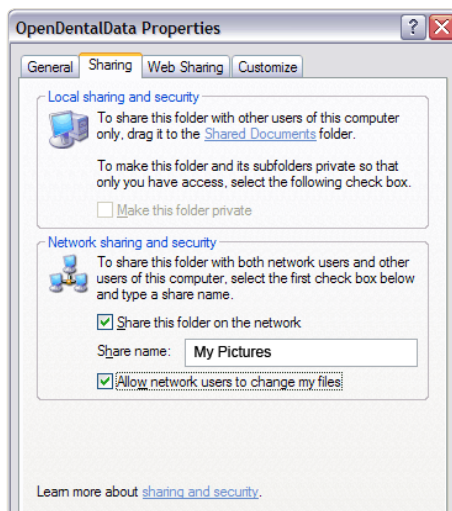 OpenDentalData Properties
General Sharing Web Sharing Customize
Local sharing and security
To share this folder with other users of this computer
only, drag it to the Shared Documents folder.
To make this folder and its subfolders private so that
only you have access, select the following check box.
Make this folder private
Network sharing and security
To share this folder with both network users and other
users of this computer, select the first check box below
and type a share name.
Share this folder on the network
Share name: My Pictures
Allow network users to change my files
Learn more about sharing and security.